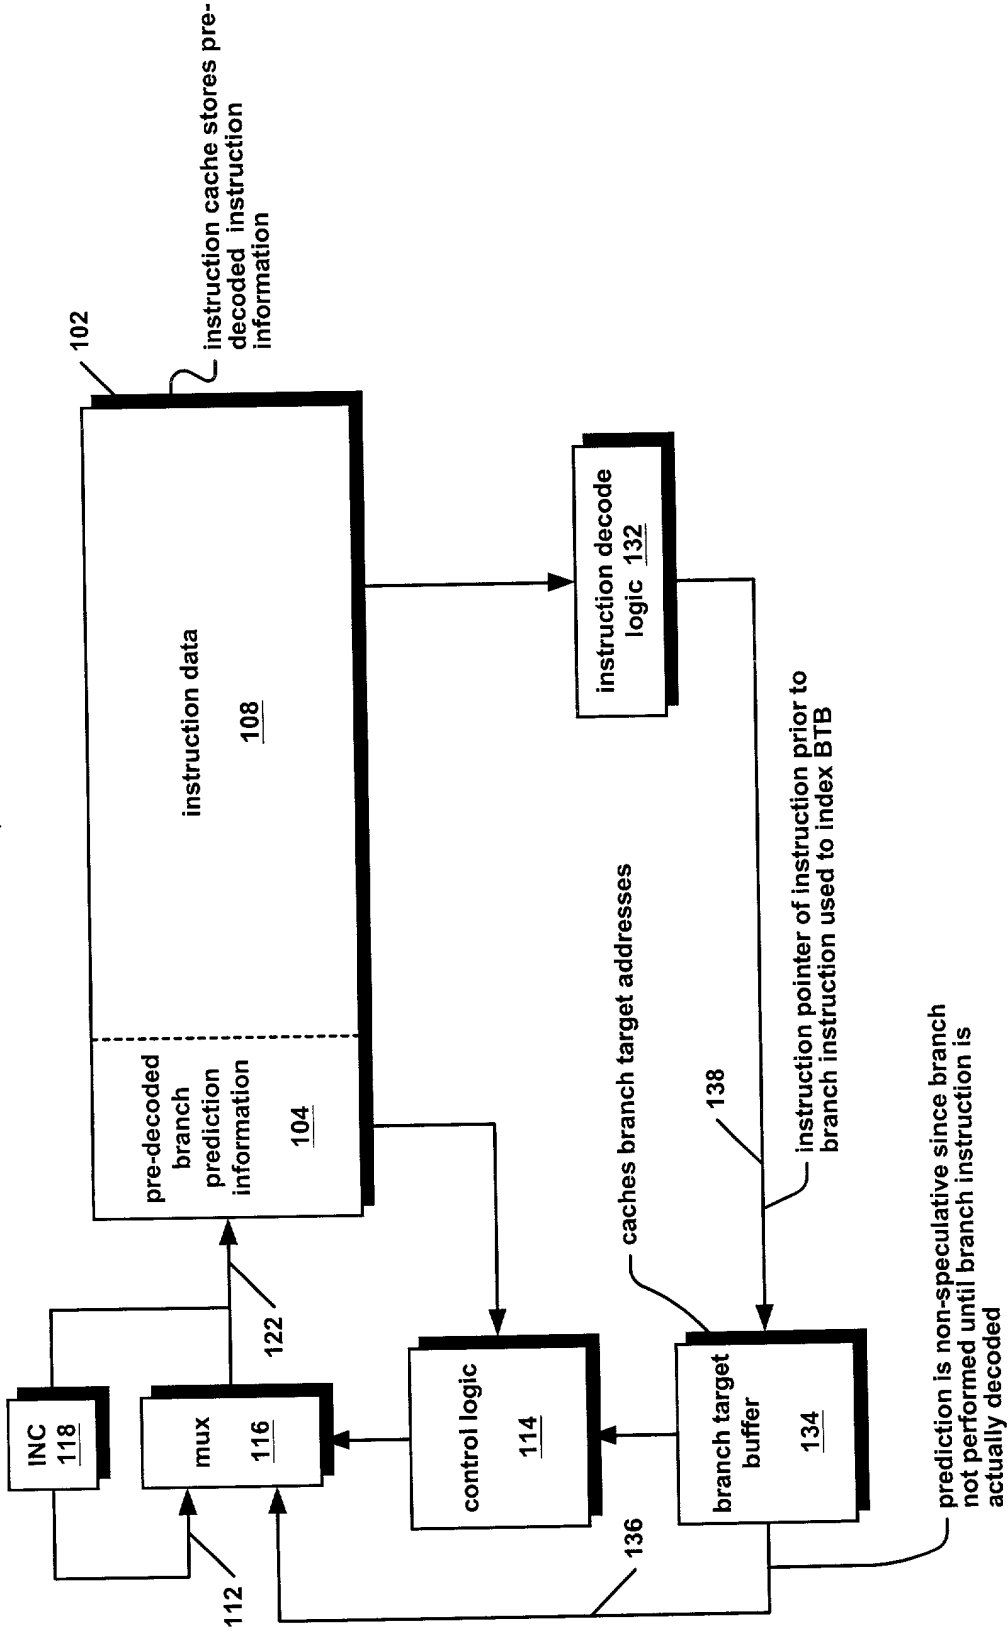 INC
118
112
mux
116
122
pre-decoded
branch
prediction
information
104
instruction data
108
102
instruction cache stores pre-
decoded instruction
information
control logic
114
instruction decode
logic 132
branch target
buffer
134
136
138
caches branch target addresses
instruction pointer of instruction prior to
branch instruction used to index BTB
prediction is non-speculative since branch
not performed until branch instruction is
actually decoded